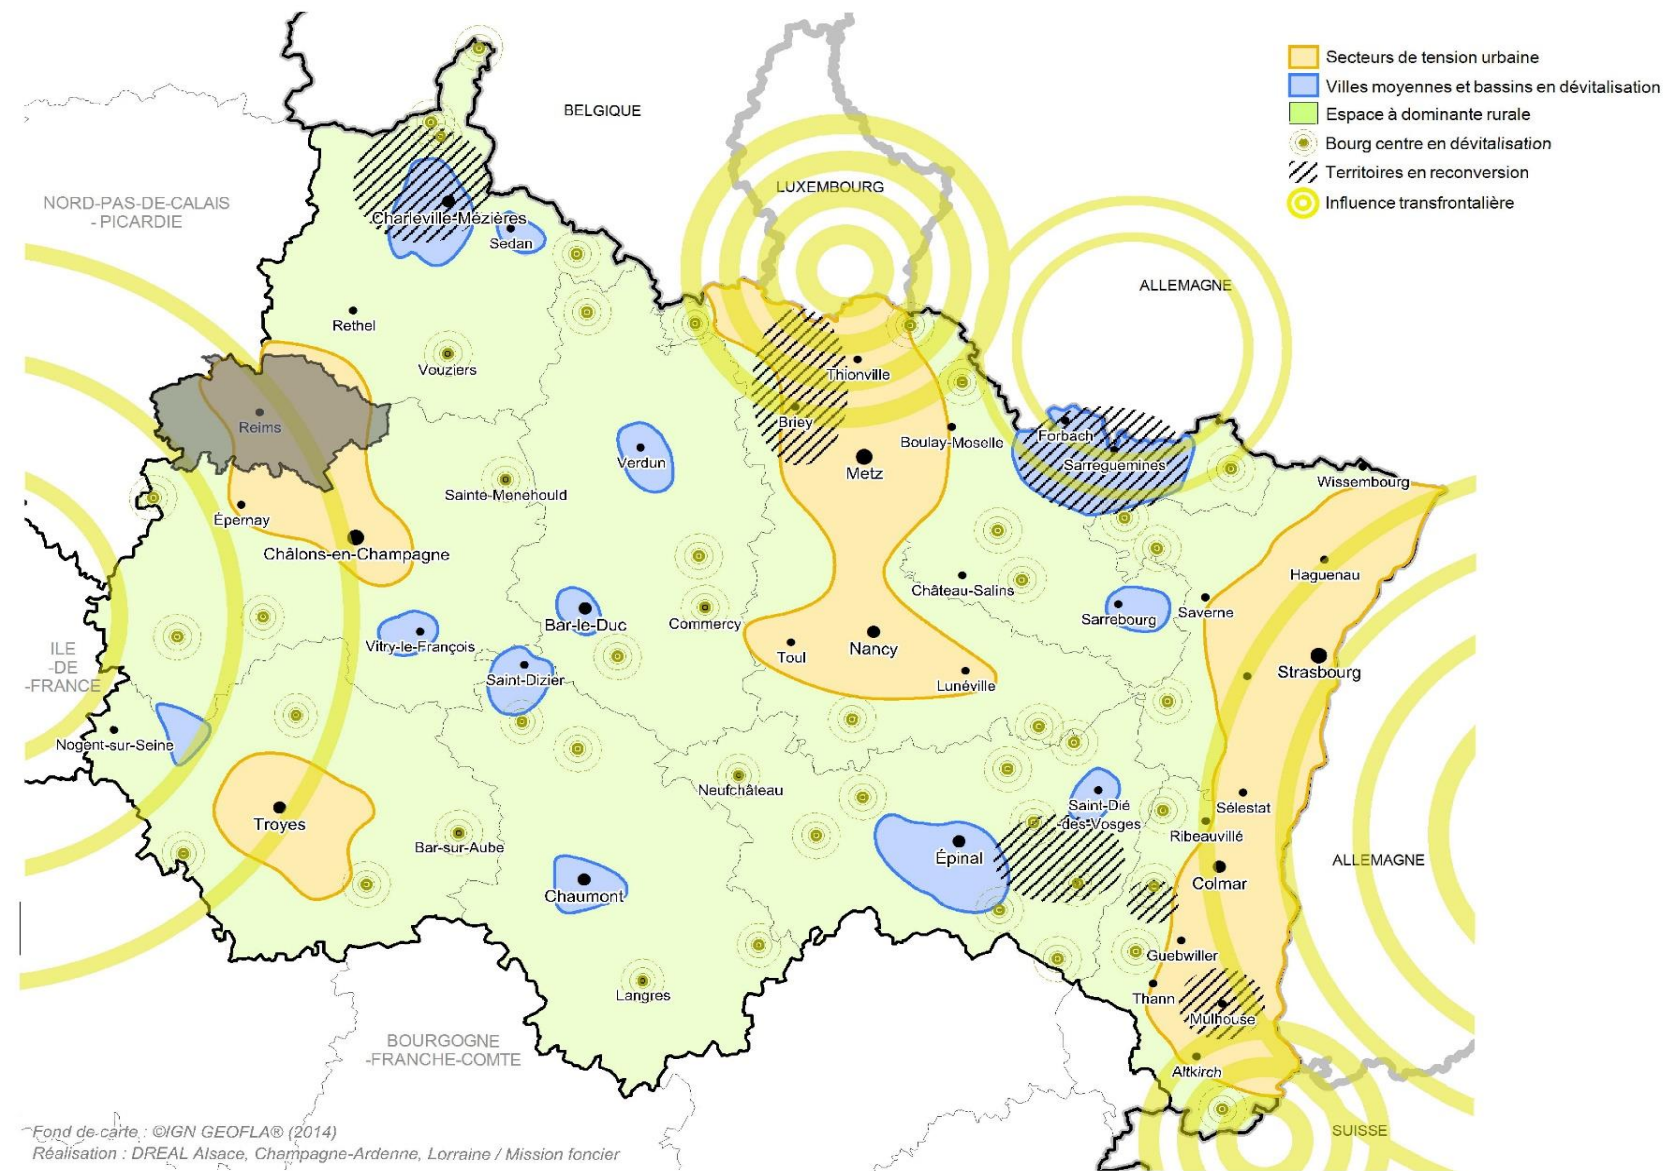 Secteurs de tension urbaine
Villes moyennes et bassins en dévitalisation
Espace à dominante rurale
Bourg centre en dévitalisation
Territoires en reconversion
Influence transfrontalière
BELGIQUE
LUXEMBOURG
NORD-PAS-DE-CALAIS
-PICARDIE
Charleville-Mézières
Sedan
ALLEMAGNE
Rethel
Vouziers
Thionville
Reims
Briey
Boulay-Moselle
Forbach
Metz
Sarreguemines
Verdun
Wissembourg
Sainte-Menehould
Épernay
Châlons-en-Champagne
Haguenau
Château-Salins
Saverne
Sarrebourg
Bar-le-Duc
Commercy
Vitry-le-François
Toul
Nancy
ILE
-DE
-FRANCE
Saint-Dizier
Lunéville
Strasbourg
Nogent-sur-Seine
Neufchâteau
Saint-Dié
-des-Vosges
Sélestat
Troyes
Ribeauvillé
Bar-sur-Aube
Épinal
ALLEMAGNE
Colmar
Chaumont
Guebwiller
Langres
Thann
Mulhouse
BOURGOGNE
-FRANCHE-COMTE
Altkirch
SUISSE
Fond de carte : ©IGN GEOFLA® (2014)
Réalisation : DREAL Alsace, Champagne-Ardenne, Lorraine / Mission foncier